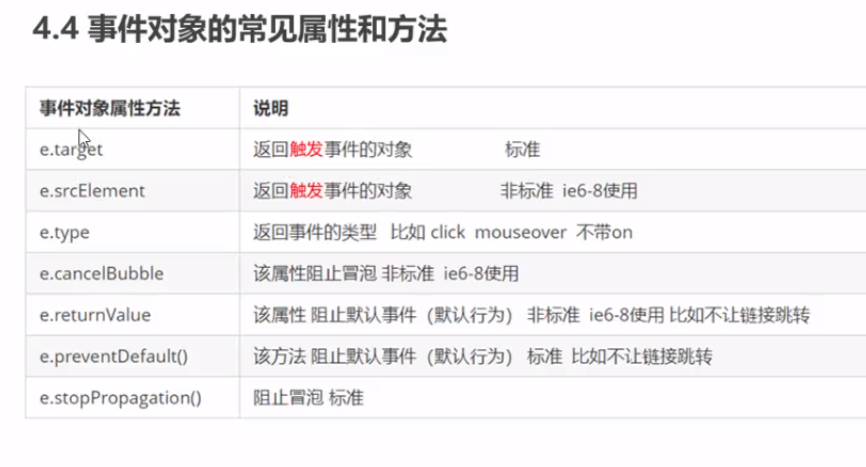 4.4 事件对象的常见属性和方法
事件对象属性方法 说明
e.target 返回触发事件的对象 标准
e.srcElement 返回触发事件的对象 非标准 ie6-8使用
e.type 返回事件的类型 比如 click mouseover 不带on
e.cancelBubble 该属性阻止冒泡 非标准 ie6-8使用
e.returnValue 该属性 阻止默认事件（默认行为） 非标准 ie6-8使用 比如不让链接跳转
e.preventDefault() 该方法 阻止默认事件（默认行为） 标准 比如不让链接跳转
e.stopPropagation() 阻止冒泡 标准